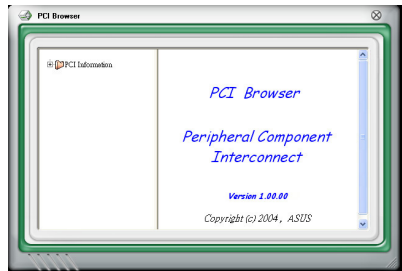 PCI Browser
PCI Information
PCI Browser
Peripheral Component
Interconnect
Version 1.00.00
Copyright (c) 2004, ASUS